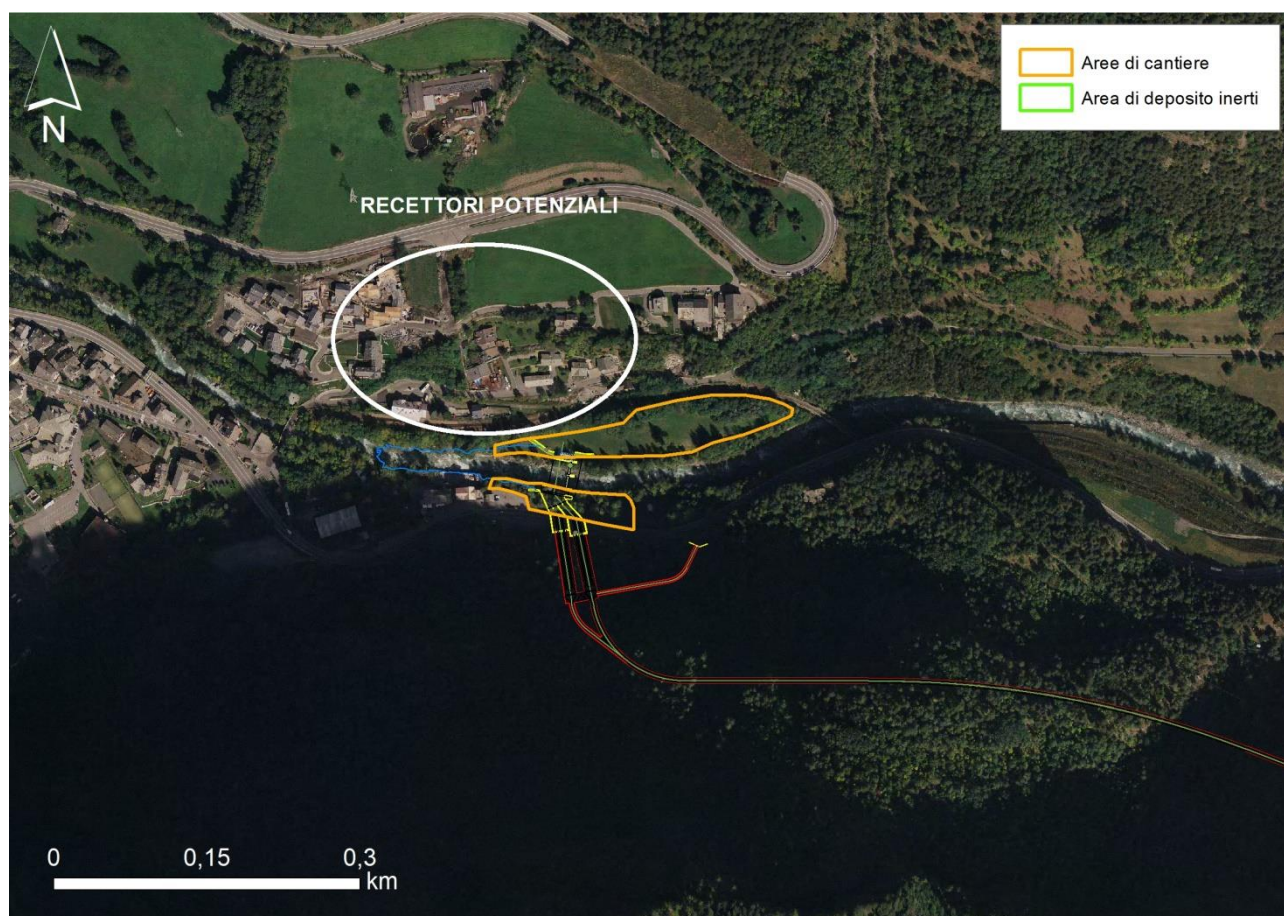 Aree di cantiere
Area di deposito inerti
N
RECETTORI POTENZIALI
0 0,15 0,3
km